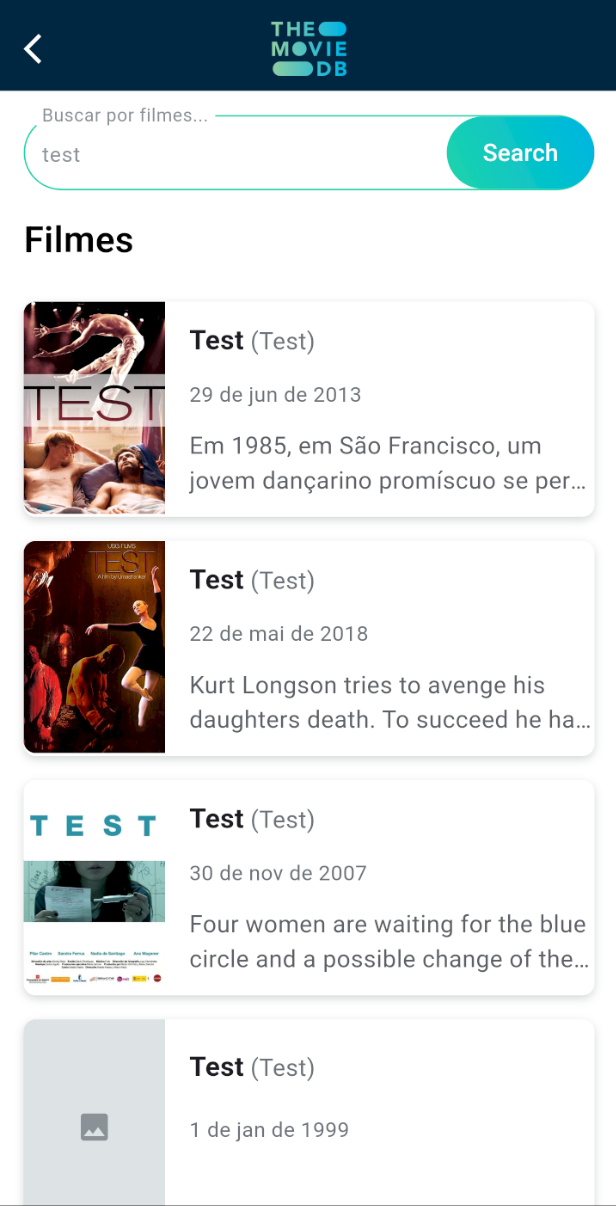 THE
MOVIE
DB
Buscar por filmes...
test
Search
Filmes
TEST
Test (Test)
29 de jun de 2013
Em 1985, em São Francisco, um
jovem dançarino promíscuo se per...
TEST
A film by Umashanker
Test (Test)
22 de mai de 2018
Kurt Longson tries to avenge his
daughters death. To succeed he ha...
TEST
Test (Test)
30 de nov de 2007
Four women are waiting for the blue
circle and a possible change of the...
Test (Test)
1 de jan de 1999